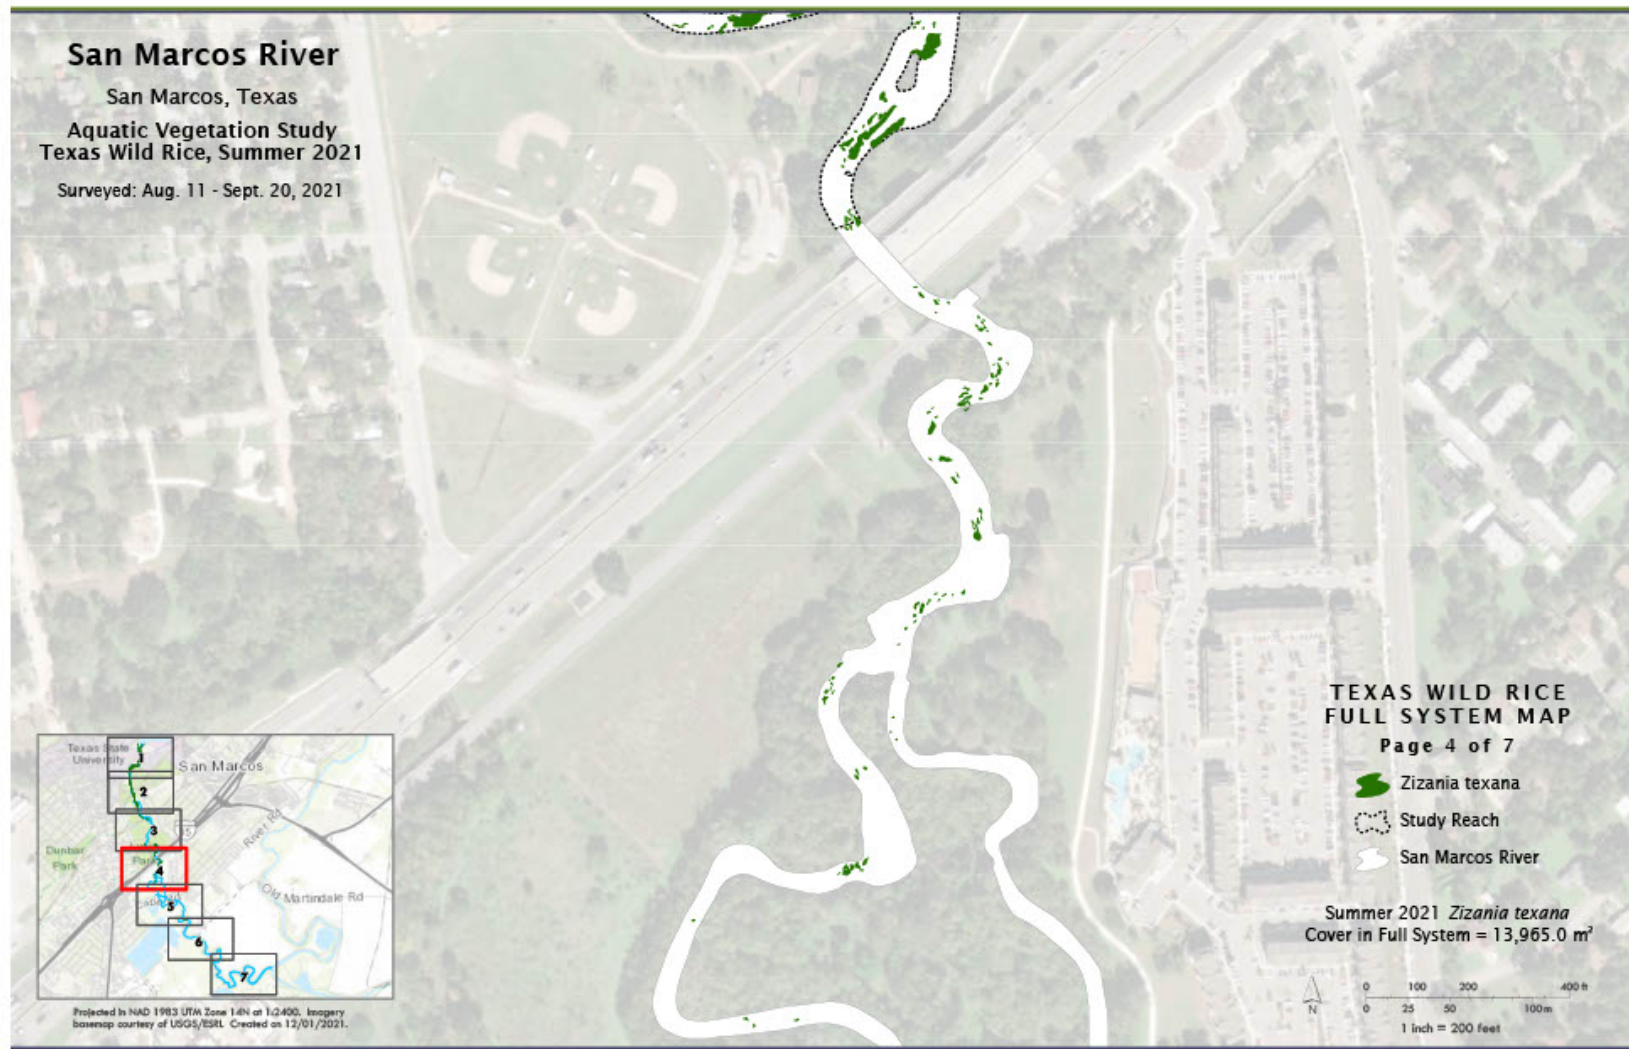 San Marcos River
San Marcos, Texas
Aquatic Vegetation Study
Texas Wild Rice, Summer 2021
Surveyed: Aug. 11 - Sept. 20, 2021
Texas State
University
San Marcos
1
2
3
35
River Rd
Dunbar
Park
4
Old Martindale Rd
5
6
7
Projected in NAD 1983 UTM Zone 14N at 1:2400. Imagery
basemap courtesy of USGS/ESRI. Created on 12/01/2021.
TEXAS WILD RICE
FULL SYSTEM MAP
Page 4 of 7
Zizania texana
Study Reach
San Marcos River
Summer 2021 Zizania texana
Cover in Full System = 13,965.0 m²
N
0 100 200 400 ft
0 25 50 100 m
1 inch = 200 feet